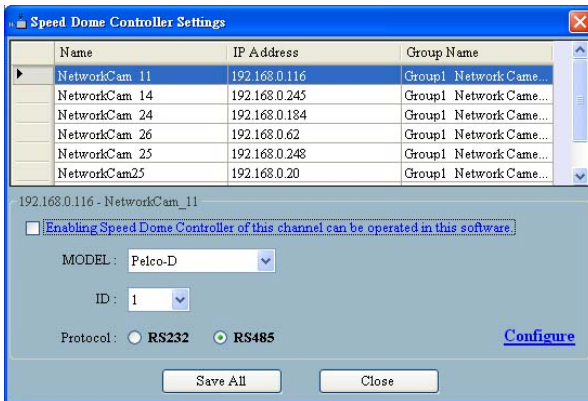 Speed Dome Controller Settings
Name IP Address Group Name
NetworkCam_11 192.168.0.116 Group1_Network Came...
NetworkCam_14 192.168.0.245 Group1_Network Came...
NetworkCam_24 192.168.0.184 Group1_Network Came...
NetworkCam_26 192.168.0.62 Group1_Network Came...
NetworkCam_25 192.168.0.248 Group1_Network Came...
NetworkCam25 192.168.0.20 Group1_Network Came...
192.168.0.116 - NetworkCam_11
Enabling Speed Dome Controller of this channel can be operated in this software.
MODEL : Pelco-D
ID : 1
Protocol : RS232 RS485
Configure
Save All Close